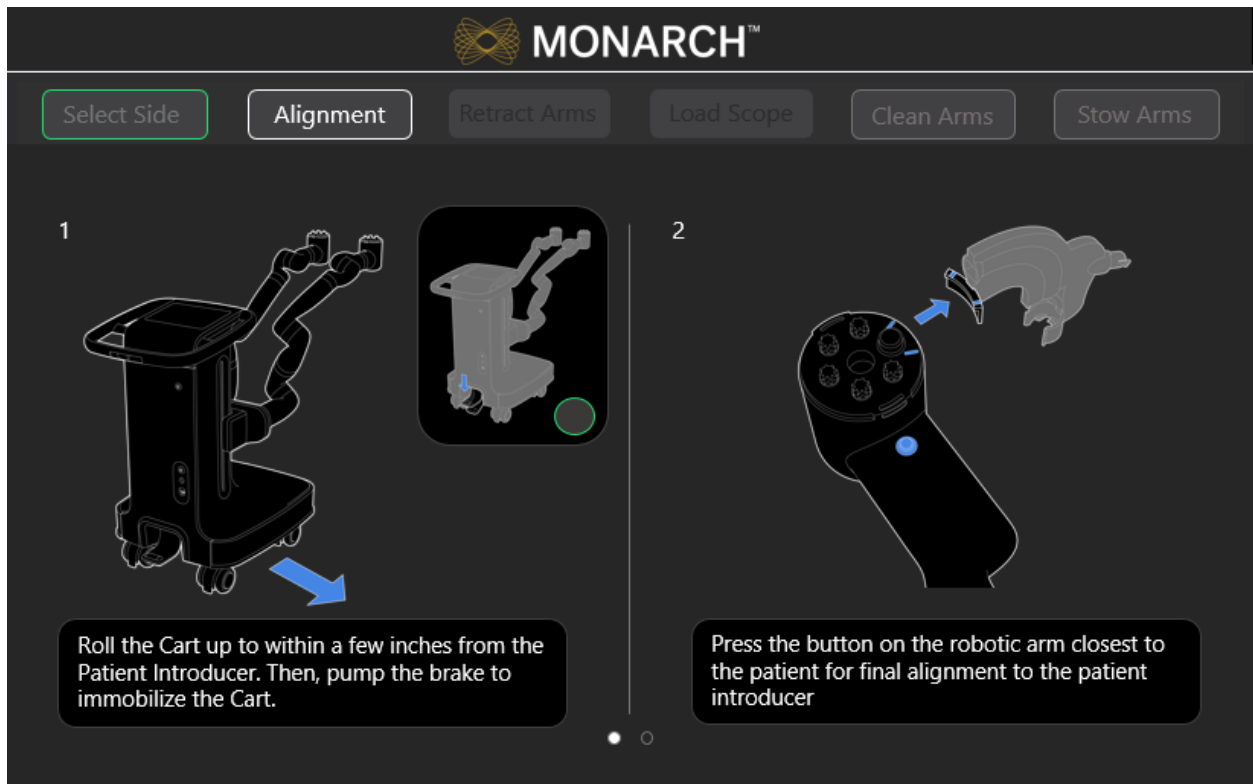 MONARCH™
Select Side
Alignment
Retract Arms
Load Scope
Clean Arms
Stow Arms
1
2
Roll the Cart up to within a few inches from the
Patient Introducer. Then, pump the brake to
immobilize the Cart.
Press the button on the robotic arm closest to
the patient for final alignment to the patient
introducer